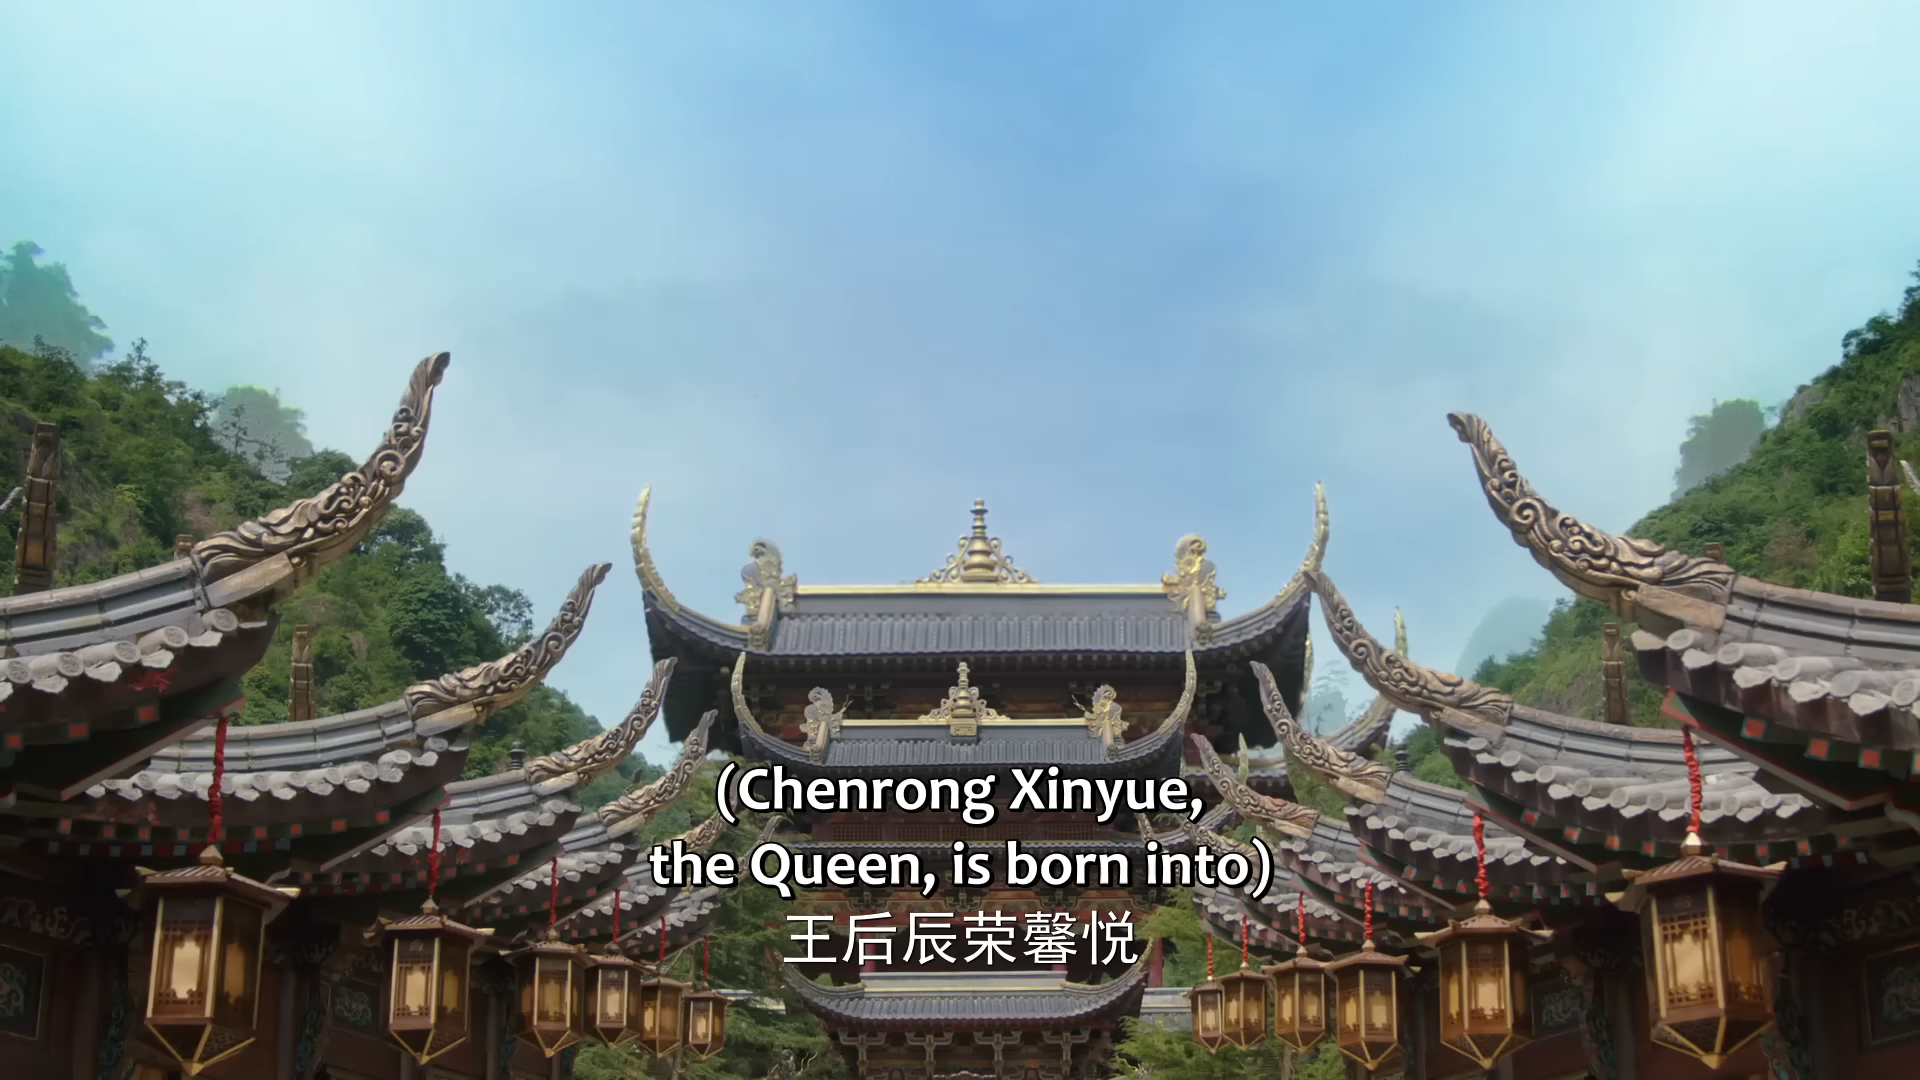 (Chenrong Xinyue,
the Queen, is born into)
王后辰荣馨悦